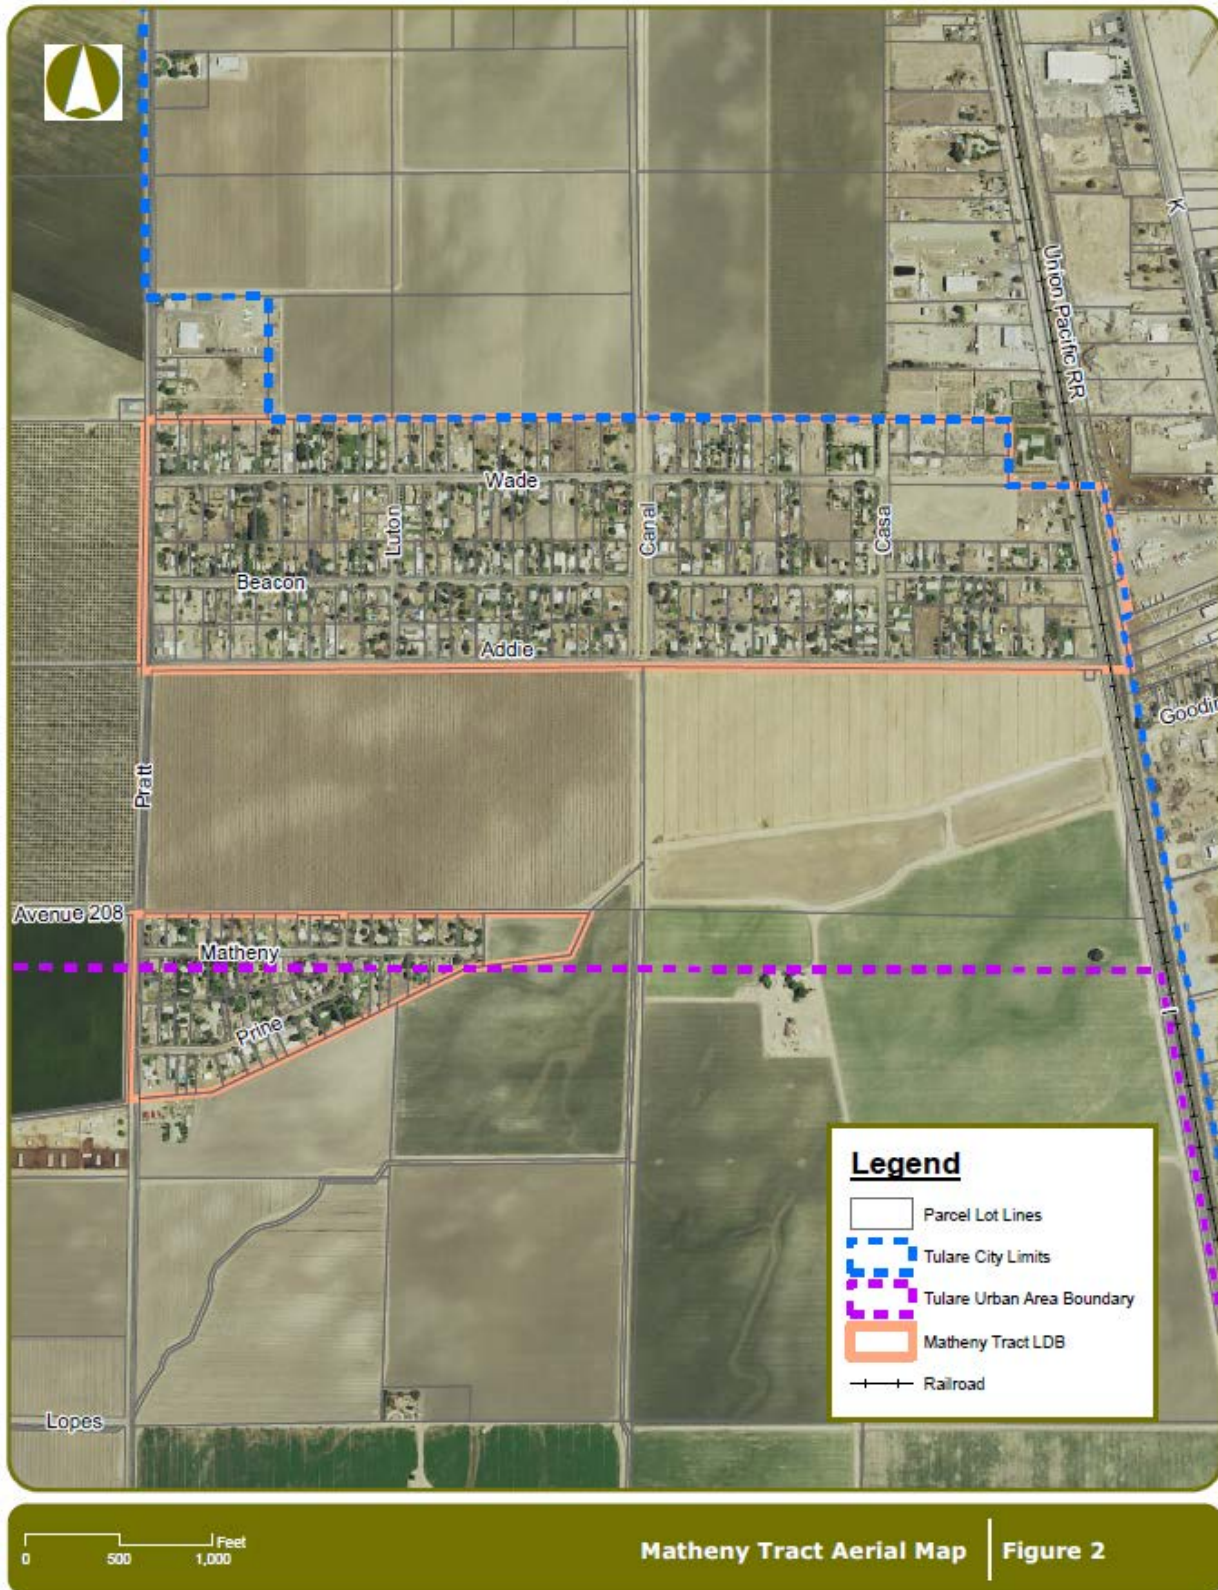 K
Union Pacific RR
Wade
Luton
Canal
Casa
Beacon
Addie
Pratt
Avenue 208
Matheny
Prine
I
Lopes
Legend
Parcel Lot Lines
Tulare City Limits
Tulare Urban Area Boundary
Matheny Tract LDB
Railroad
Feet
0 500 1,000
Matheny Tract Aerial Map
Figure 2